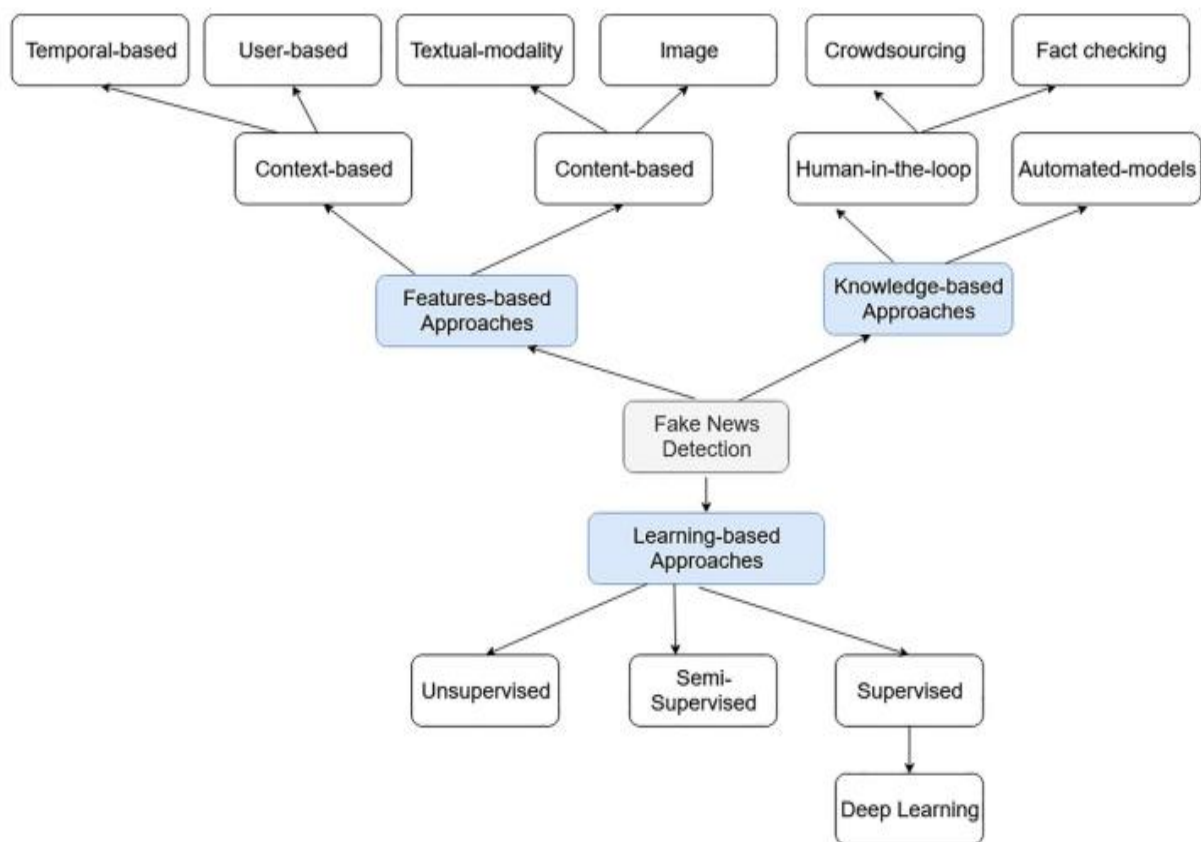 Temporal-based
User-based
Textual-modality
Image
Crowdsourcing
Fact checking
Context-based
Content-based
Human-in-the-loop
Automated-models
Features-based
Approaches
Knowledge-based
Approaches
Fake News
Detection
Learning-based
Approaches
Unsupervised
Semi-
Supervised
Supervised
Deep Learning